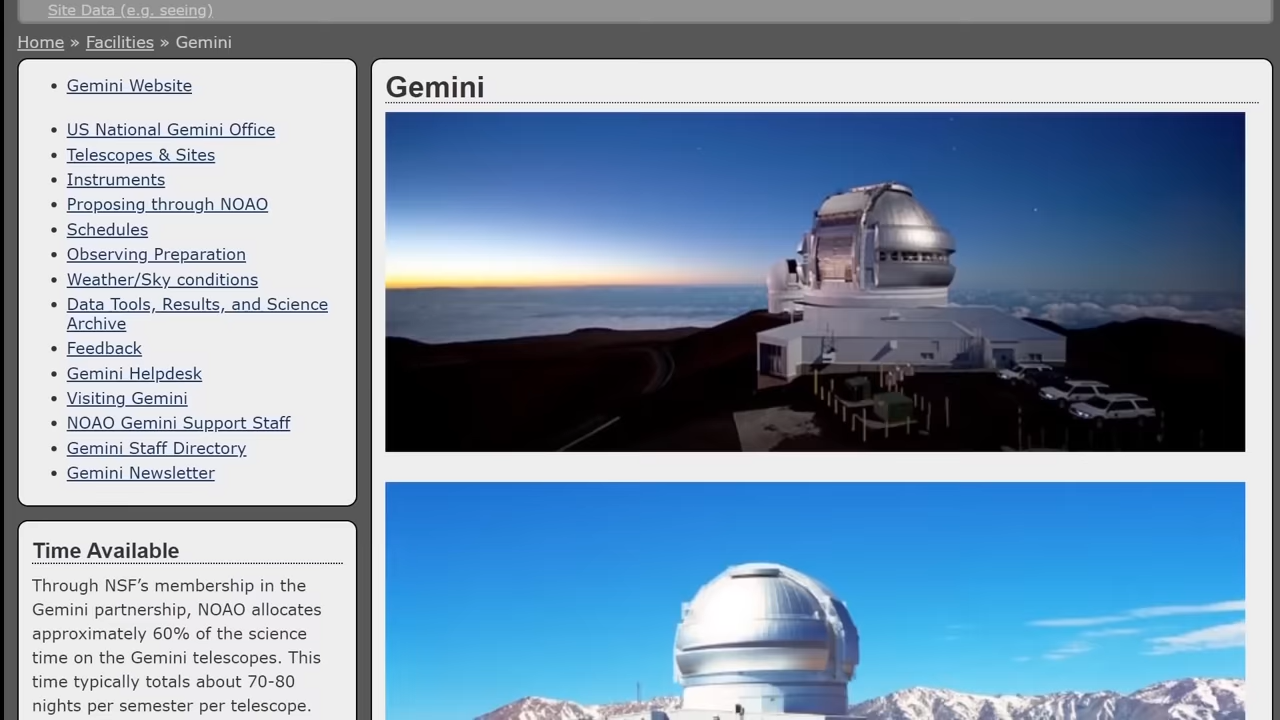 Site Data (e.g. seeing)
Home » Facilities » Gemini
Gemini Website
US National Gemini Office
Telescopes & Sites
Instruments
Proposing through NOAO
Schedules
Observing Preparation
Weather/Sky conditions
Data Tools, Results, and Science
Archive
Feedback
Gemini Helpdesk
Visiting Gemini
NOAO Gemini Support Staff
Gemini Staff Directory
Gemini Newsletter
Time Available
Through NSF’s membership in the
Gemini partnership, NOAO allocates
approximately 60% of the science
time on the Gemini telescopes. This
time typically totals about 70-80
nights per semester per telescope.
Gemini